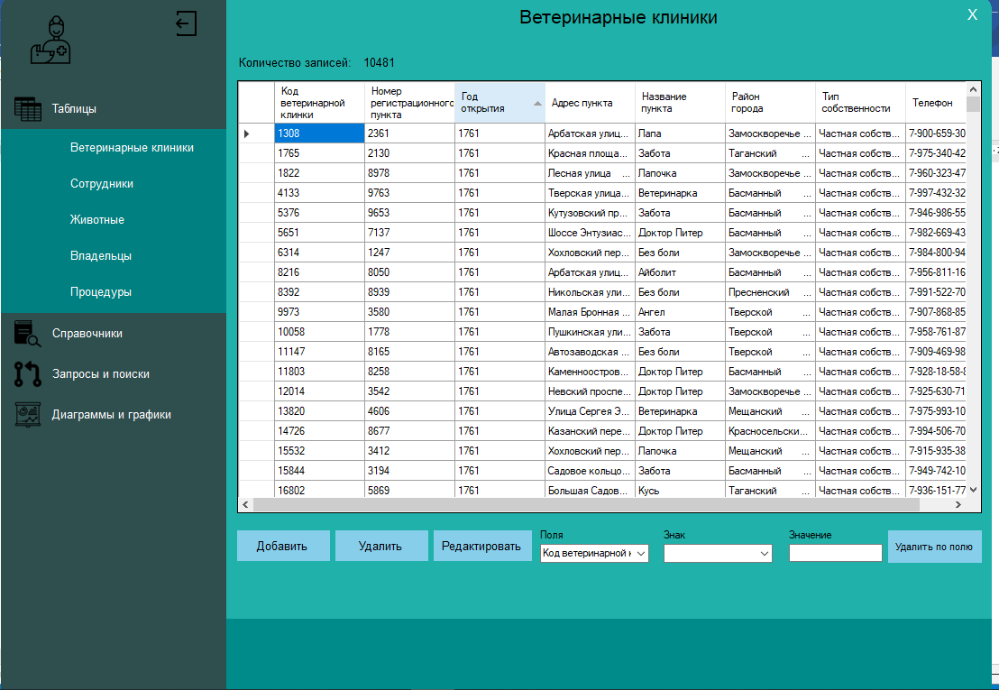 Ветеринарные клиники
X
Таблицы
Ветеринарные клиники
Сотрудники
Животные
Владельцы
Процедуры
Справочники
Запросы и поиски
Диаграммы и графики
Количество записей: 10481
Код ветеринарной клинки Номер регистрационного пункта Год открытия Адрес пункта Название пункта Район города Тип собственности Телефон
1308 2361 1761 Арбатская улиц... Лапа Замоскворечье ... Частная собств... 7-900-659-30
1765 2130 1761 Красная площа... Забота Таганский ... Частная собств... 7-975-340-42
1822 8978 1761 Лесная улица ... Лапочка Замоскворечье ... Частная собств... 7-960-323-47
4133 9763 1761 Тверская улица... Ветеринарка Басманный ... Частная собств... 7-997-432-32
5376 9653 1761 Кутузовский пр... Забота Басманный ... Частная собств... 7-946-986-55
5651 7137 1761 Шоссе Энтузиас... Доктор Питер Басманный ... Частная собств... 7-982-669-43
6314 1247 1761 Хохловский пер... Без боли Замоскворечье ... Частная собств... 7-984-800-94
8216 8050 1761 Арбатская улиц... Айболит Басманный ... Частная собств... 7-956-811-16
8392 8939 1761 Никольская ули... Без боли Пресненский ... Частная собств... 7-991-522-70
9973 3580 1761 Малая Бронная ... Ангел Тверской ... Частная собств... 7-907-868-85
10058 1778 1761 Пушкинская ули... Забота Тверской ... Частная собств... 7-958-761-87
11147 8165 1761 Автозаводская ... Без боли Тверской ... Частная собств... 7-909-469-98
11803 8258 1761 Каменноостров... Доктор Питер Басманный ... Частная собств... 7-928-18-58-8
12014 3542 1761 Невский проспе... Доктор Питер Замоскворечье ... Частная собств... 7-925-630-71
13820 4606 1761 Улица Сергея Э... Ветеринарка Мещанский ... Частная собств... 7-975-993-10
14726 8677 1761 Казанский пере... Доктор Питер Красносельски... Частная собств... 7-994-506-70
15532 3412 1761 Хохловский пер... Лапочка Мещанский ... Частная собств... 7-915-935-38
15844 3194 1761 Садовое кольцо... Забота Басманный ... Частная собств... 7-949-742-10
16802 5869 1761 Большая Садов... Кусь Таганский ... Частная собств... 7-936-151-77
Добавить Удалить Редактировать
Поля Знак Значение
Код ветеринарной Удалить по полю